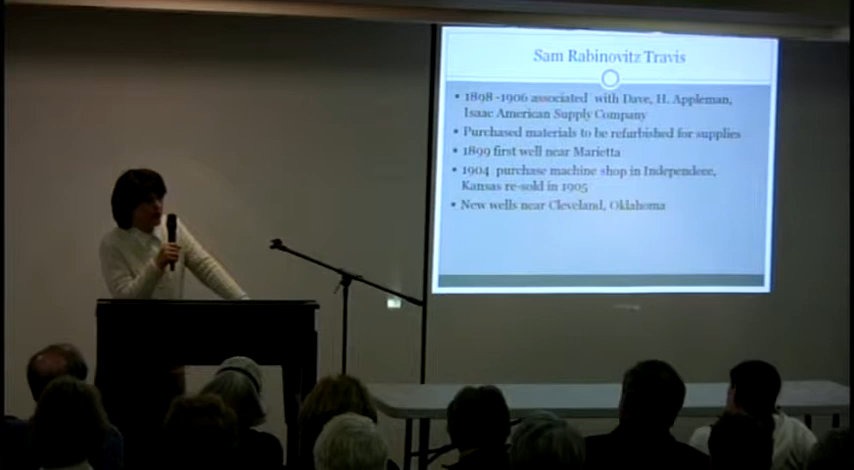 Sam Rabinovitz Travis
• 1898 -1906 associated with Dave, H. Appleman,
Isaac American Supply Company
• Purchased materials to be refurbished for supplies
• 1899 first well near Marietta
• 1904 purchase machine shop in Independenc,
Kansas re-sold in 1905
• New wells near Cleveland, Oklahoma